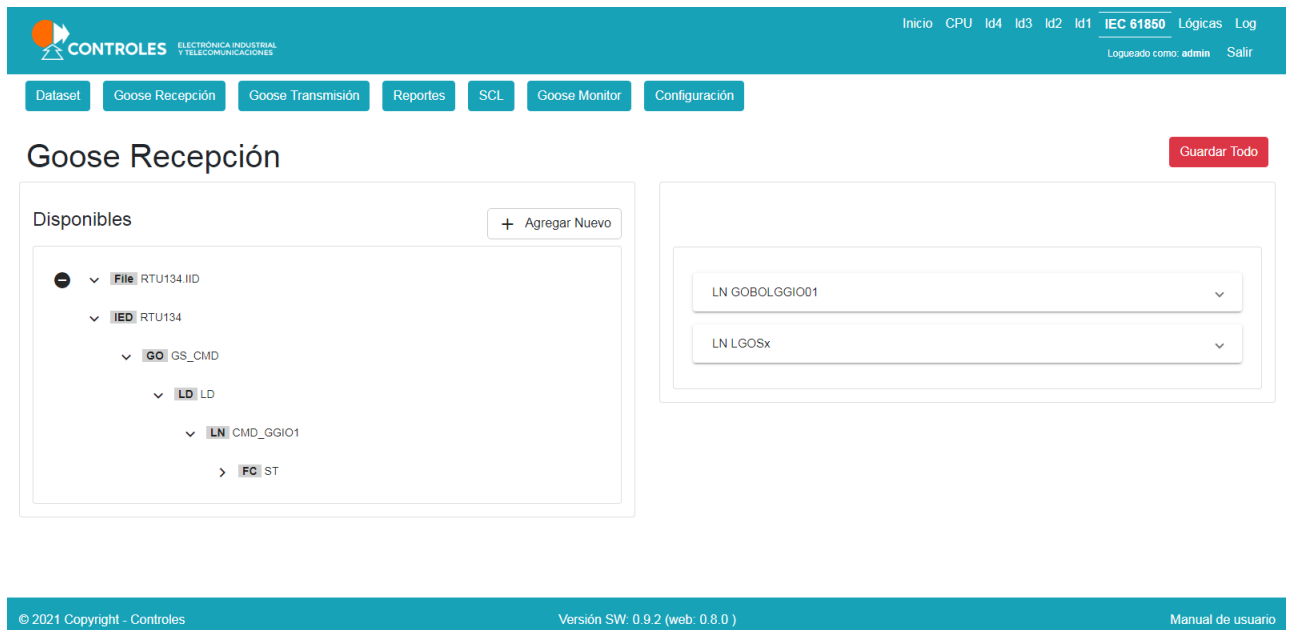 Inicio CPU Id4 Id3 Id2 Id1 IEC 61850 Lógicas Log
CONTROLES ELECTRÓNICA INDUSTRIAL
Y TELECOMUNICACIONES
Logueado como: admin Salir
Dataset Goose Recepción Goose Transmisión Reportes SCL Goose Monitor Configuración
Goose Recepción
Guardar Todo
Disponibles
+ Agregar Nuevo
File RTU134.IID
IED RTU134
GO GS_CMD
LD LD
LN CMD_GGIO1
FC ST
LN GOBOLGGIO01
LN LGOSx
© 2021 Copyright - Controles
Versión SW: 0.9.2 (web: 0.8.0 )
Manual de usuario